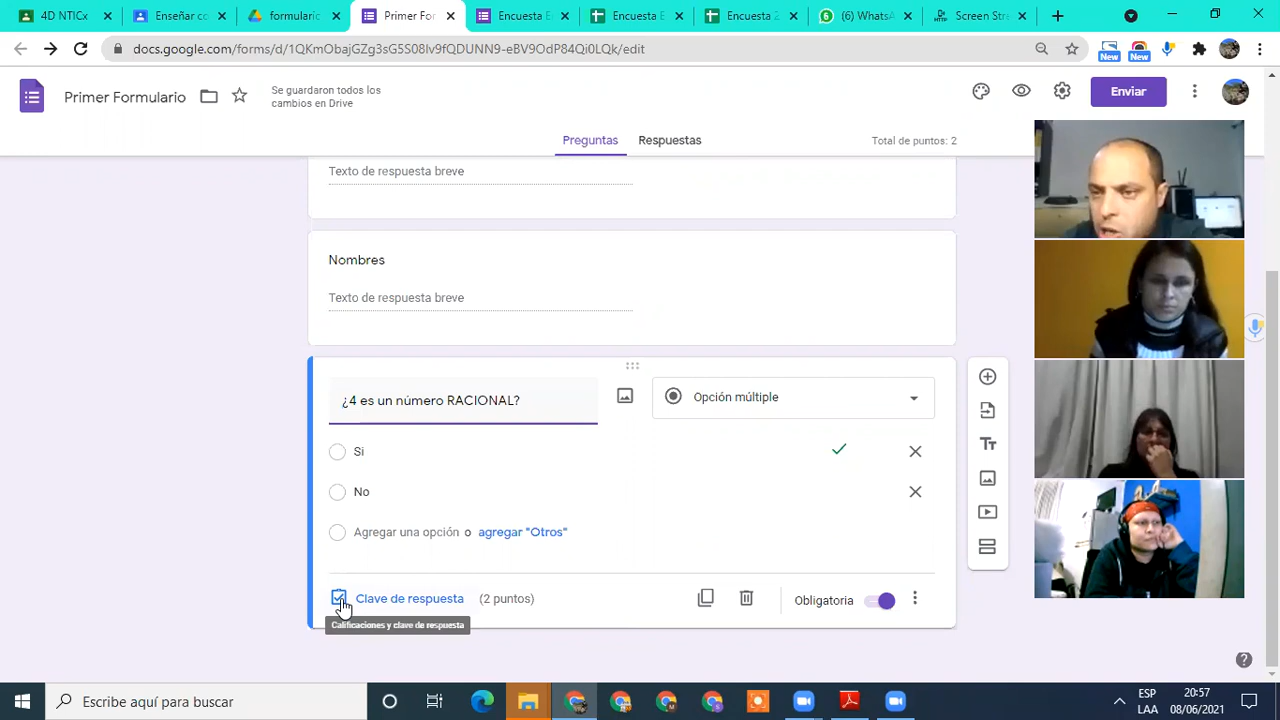 4D NTICx
Enseñar co
formulario
Primer For
Encuesta E
Encuesta E
Encuesta 2
(6) WhatsA
Screen Stre
docs.google.com/forms/d/1QKmObajGZg3sG5S8lv9tQDUNN9-eBV9OdP84Qi0LQk/edit
New
New
Primer Formulario
Se guardaron todos los
cambios en Drive
Enviar
Preguntas
Respuestas
Total de puntos: 2
Texto de respuesta breve
Nombres
Texto de respuesta breve
¿4 es un número RACIONAL?
Opción múltiple
Si
No
Agregar una opción o agregar "Otros"
Clave de respuesta (2 puntos)
Obligatoria
Calificaciones y clave de respuesta
Escribe aquí para buscar
ESP
LAA
20:57
08/06/2021